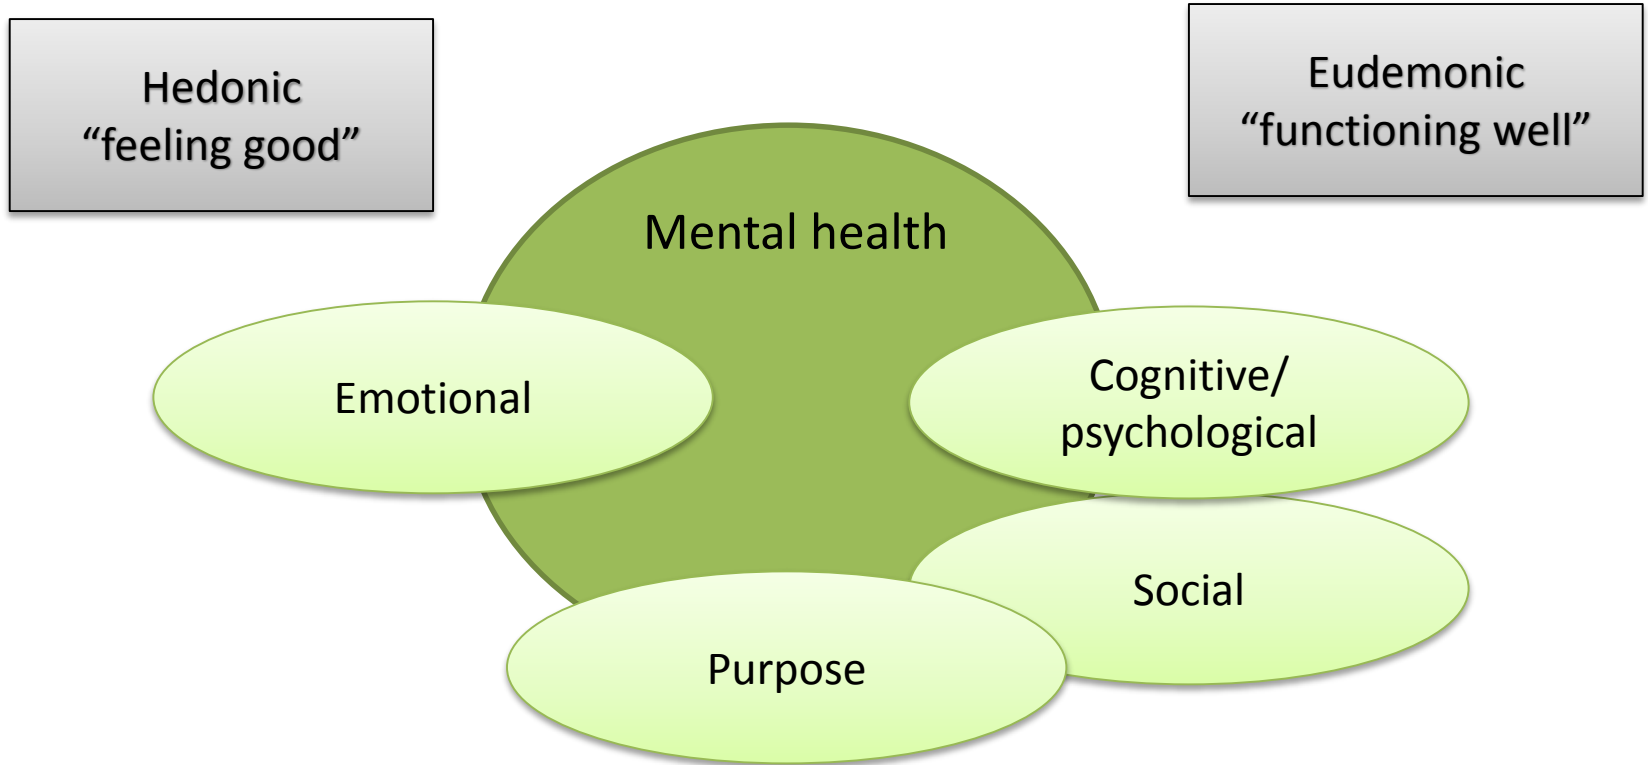 Hedonic
“feeling good”
Eudemonic
“functioning well”
Mental health
Emotional
Cognitive/
psychological
Social
Purpose